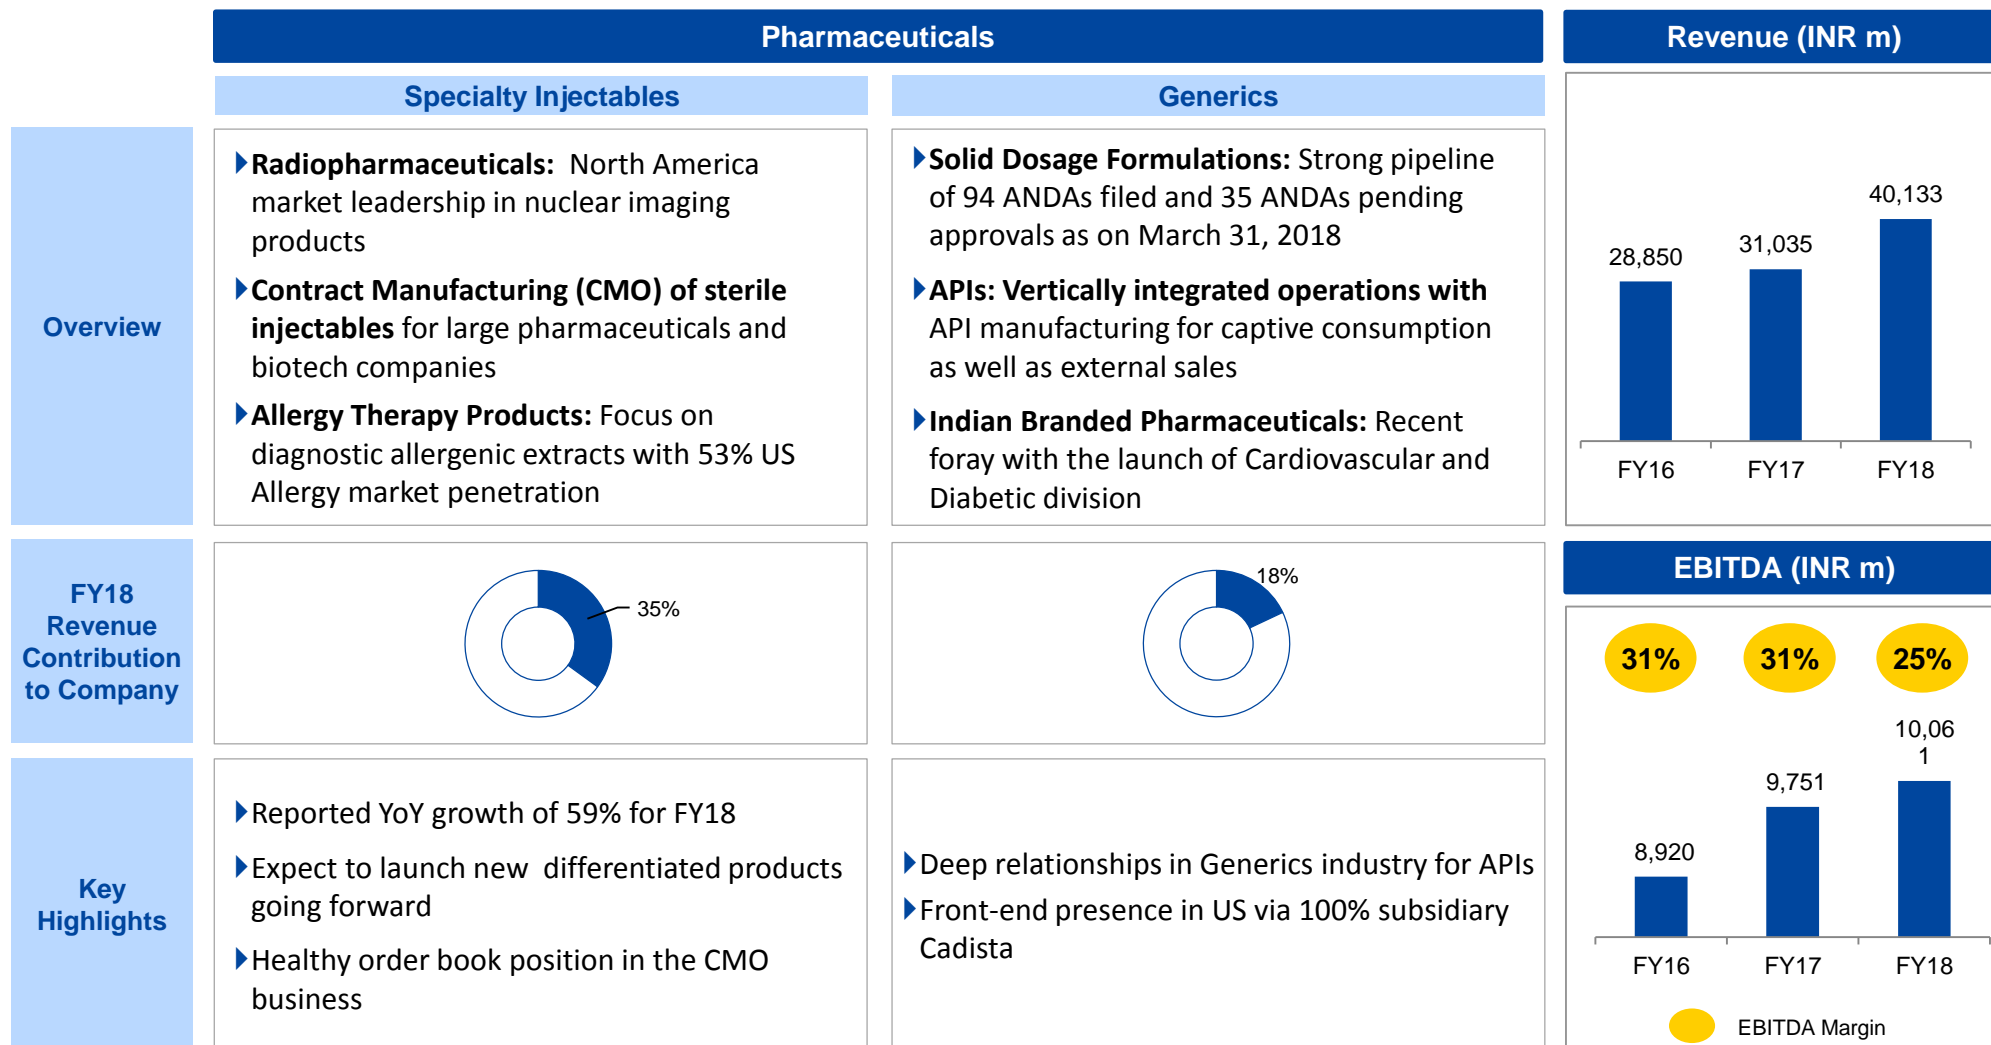 Pharmaceuticals
Specialty Injectables
Generics
Overview
Radiopharmaceuticals:  North America
market leadership in nuclear imaging
products
Contract Manufacturing (CMO) of sterile
injectables for large pharmaceuticals and
biotech companies
Allergy Therapy Products: Focus on
diagnostic allergenic extracts with 53% US
Allergy market penetration
Solid Dosage Formulations: Strong pipeline
of 94 ANDAs filed and 35 ANDAs pending
approvals as on March 31, 2018
APIs: Vertically integrated operations with
API manufacturing for captive consumption
as well as external sales
Indian Branded Pharmaceuticals: Recent
foray with the launch of Cardiovascular and
Diabetic division
FY18
Revenue
Contribution
to Company
35%
18%
Key
Highlights
Reported YoY growth of 59% for FY18
Expect to launch new  differentiated products
going forward
Healthy order book position in the CMO
business
Deep relationships in Generics industry for APIs
Front-end presence in US via 100% subsidiary
Cadista
Revenue (INR m)
28,850
31,035
40,133
FY16
FY17
FY18
EBITDA (INR m)
31%
31%
25%
8,920
9,751
10,06
1
FY16
FY17
FY18
EBITDA Margin